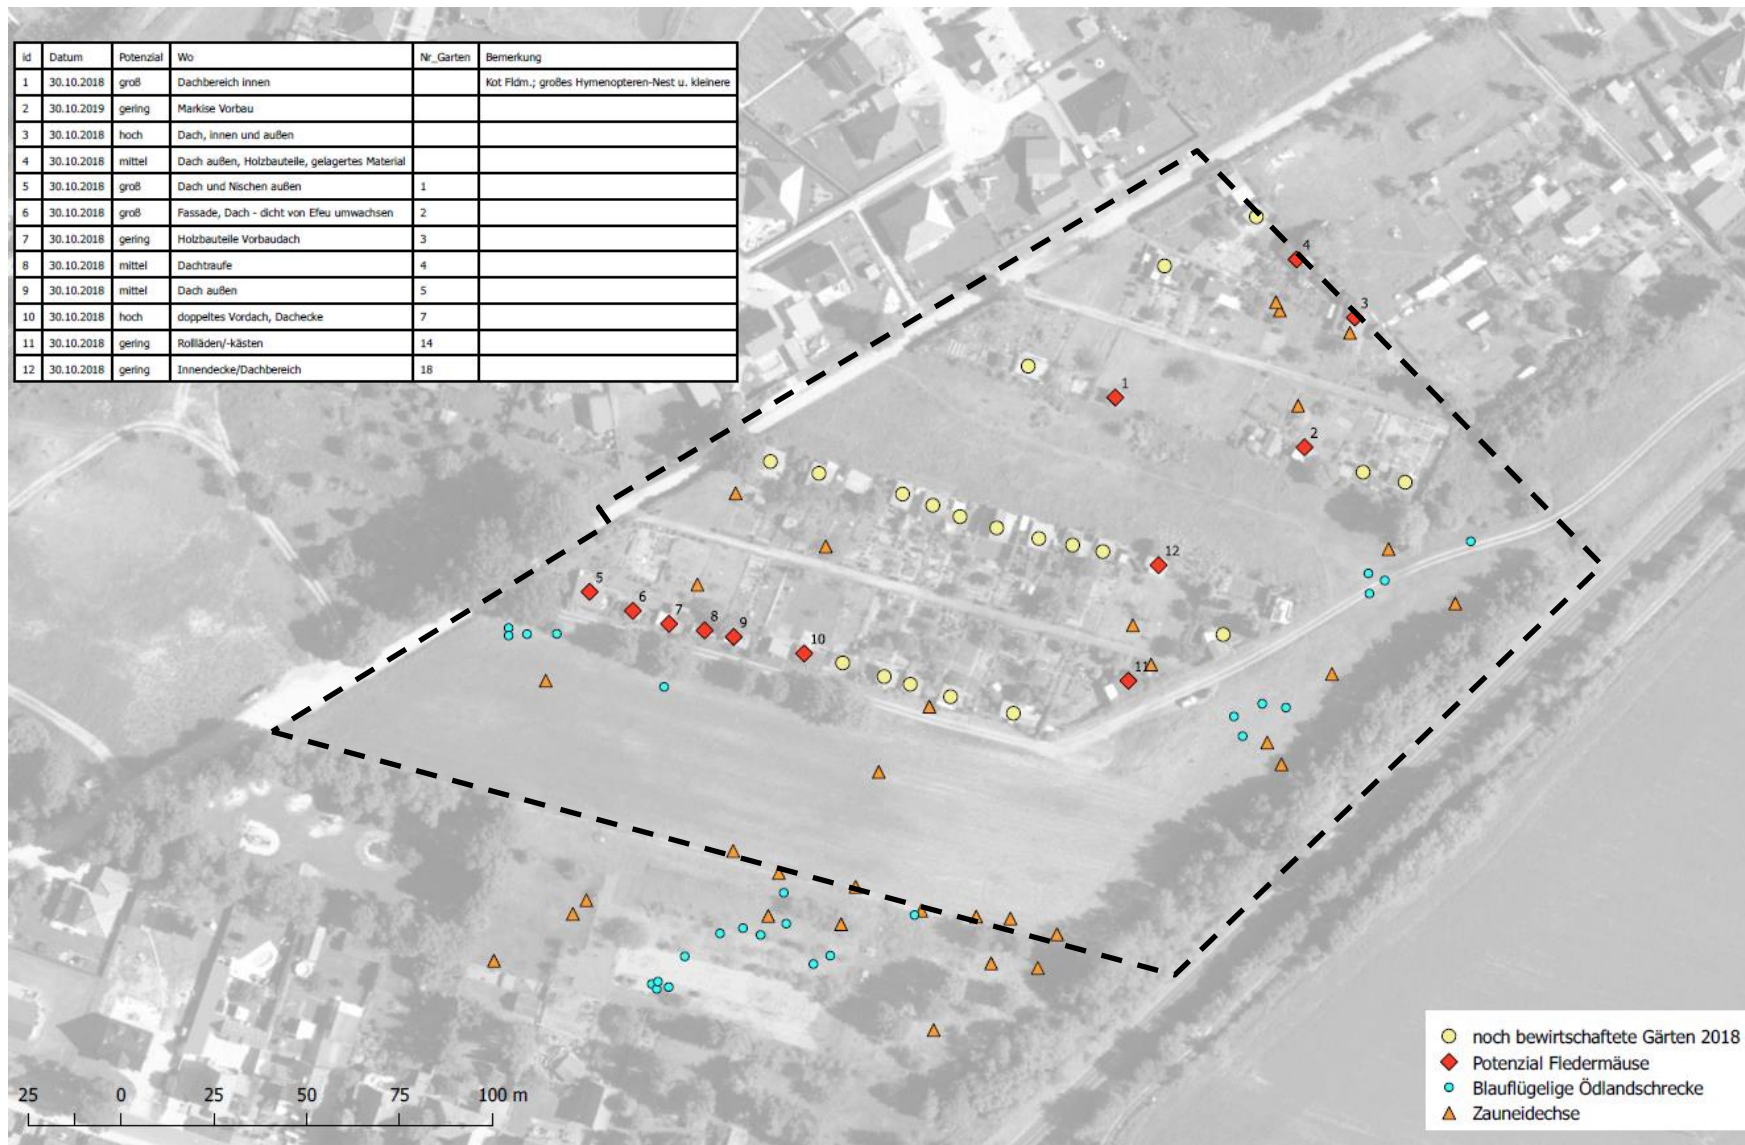 id Datum Potenzial Wo Nr_Garten Bemerkung
1 30.10.2018 groß Dachbereich innen Kot Fldm.; großes Hymenopteren-Nest u. kleinere
2 30.10.2019 gering Markise Vorbau
3 30.10.2018 hoch Dach, innen und außen
4 30.10.2018 mittel Dach außen, Holzbauteile, gelagertes Material
5 30.10.2018 groß Dach und Nischen außen 1
6 30.10.2018 groß Fassade, Dach - dicht von Efeu umwachsen 2
7 30.10.2018 gering Holzbauteile Vorbaudach 3
8 30.10.2018 mittel Dachtraufe 4
9 30.10.2018 mittel Dach außen 5
10 30.10.2018 hoch doppeltes Vordach, Dachecke 7
11 30.10.2018 gering Rollläden/-kästen 14
12 30.10.2018 gering Innendecke/Dachbereich 18
4
3
1
2
12
5
6
7
8
9
10
11
25 0 25 50 75 100 m
noch bewirtschaftete Gärten 2018
Potenzial Fledermäuse
Blauflügelige Ödlandschrecke
Zauneidechse